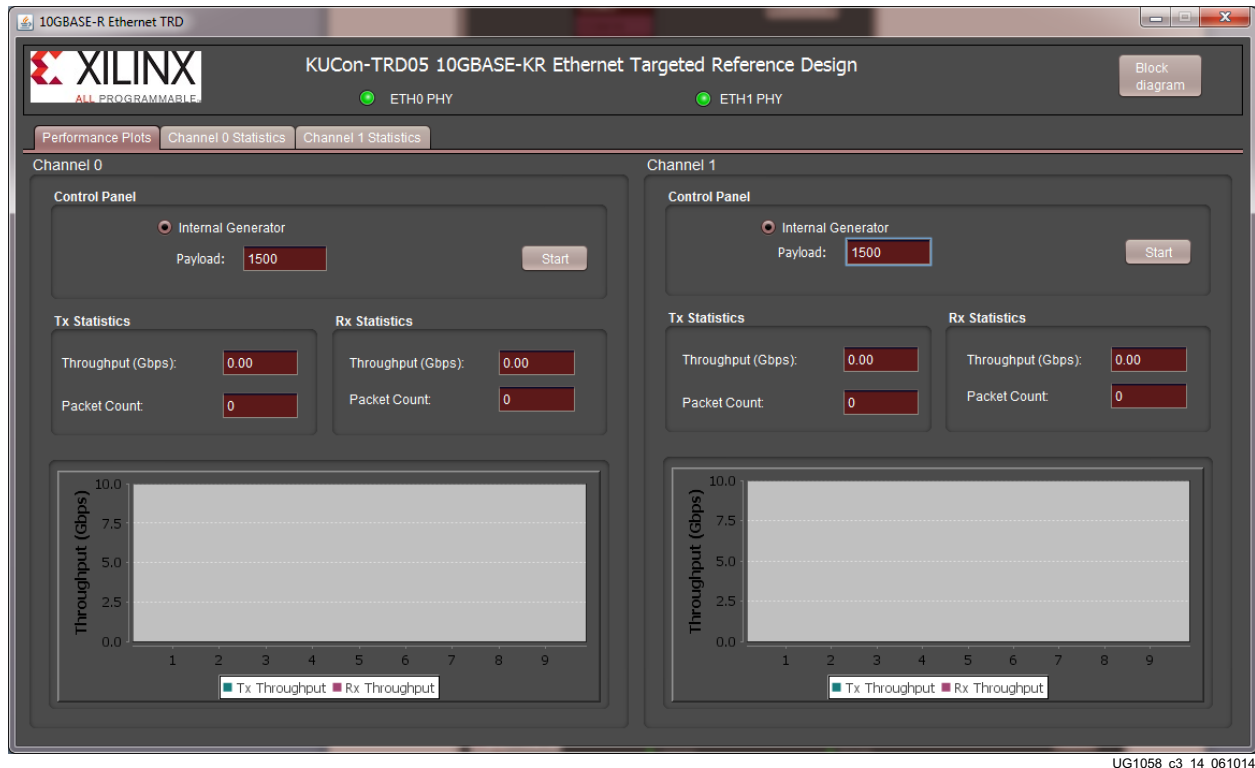 10GBASE-R Ethernet TRD
XILINX
ALL PROGRAMMABLE
KUCon-TRD05 10GBASE-KR Ethernet Targeted Reference Design
ETH0 PHY
ETH1 PHY
Block
diagram
Performance Plots
Channel 0 Statistics
Channel 1 Statistics
Channel 0
Control Panel
Internal Generator
Payload: 1500
Start
Tx Statistics
Throughput (Gbps): 0.00
Packet Count: 0
Rx Statistics
Throughput (Gbps): 0.00
Packet Count: 0
Throughput (Gbps)
10.0
7.5
5.0
2.5
0.0
1 2 3 4 5 6 7 8 9
Tx Throughput Rx Throughput
Channel 1
Control Panel
Internal Generator
Payload: 1500
Start
Tx Statistics
Throughput (Gbps): 0.00
Packet Count: 0
Rx Statistics
Throughput (Gbps): 0.00
Packet Count: 0
Throughput (Gbps)
10.0
7.5
5.0
2.5
0.0
1 2 3 4 5 6 7 8 9
Tx Throughput Rx Throughput
UG1058_c3_14_061014